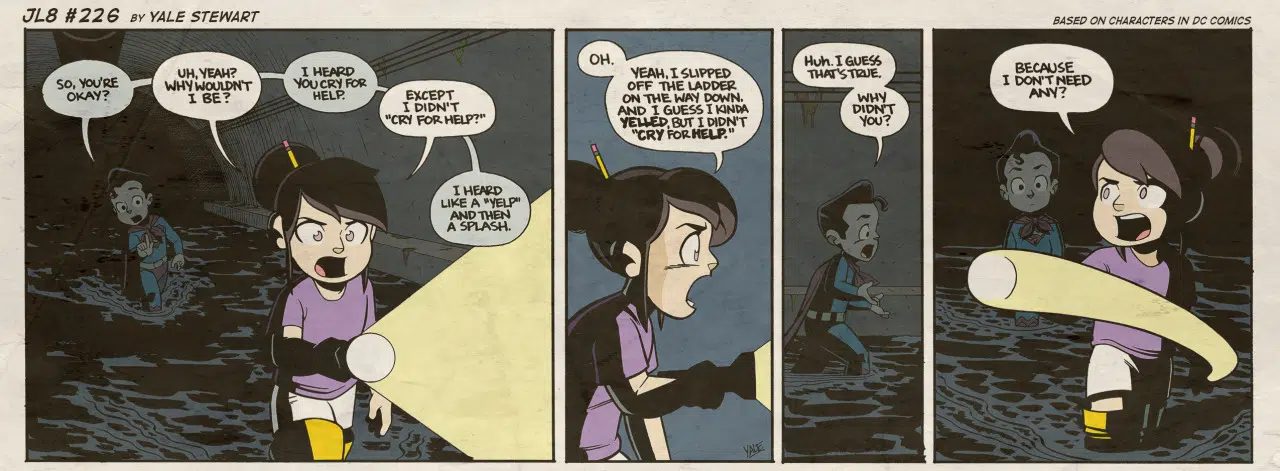 JL8 #226 BY YALE STEWART
BASED ON CHARACTERS IN DC COMICS
SO, YOU'RE
OKAY?
UH, YEAH?
WHY WOULDN'T
I BE?
I HEARD
YOU CRY FOR
HELP.
EXCEPT
I DIDN'T
"CRY FOR HELP?"
I HEARD
LIKE A "YELP"
AND THEN
A SPLASH.
OH.
YEAH, I SLIPPED
OFF THE LADDER
ON THE WAY DOWN.
AND I GUESS I KINDA
YELLED, BUT I DIDN'T
"CRY FOR HELP."
YALE
Huh. I GUESS
THAT'S TRUE.
WHY
DIDN'T
YOU?
BECAUSE
I DON'T NEED
ANY?